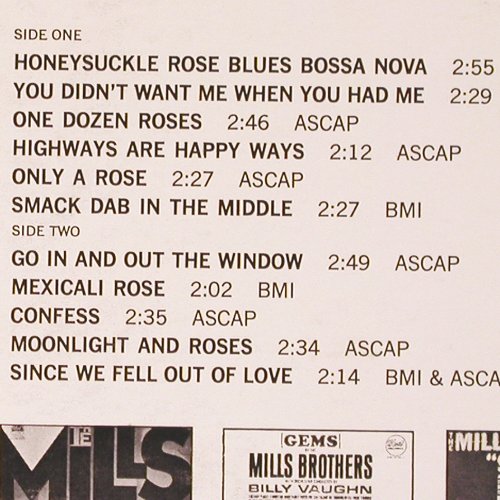 SIDE ONE
HONEYSUCKLE ROSE BLUES BOSSA NOVA 2:55
YOU DIDN'T WANT ME WHEN YOU HAD ME 2:29
ONE DOZEN ROSES 2:46 ASCAP
HIGHWAYS ARE HAPPY WAYS 2:12 ASCAP
ONLY A ROSE 2:27 ASCAP
SMACK DAB IN THE MIDDLE 2:27 BMI
SIDE TWO
GO IN AND OUT THE WINDOW 2:49 ASCAP
MEXICALI ROSE 2:02 BMI
CONFESS 2:35 ASCAP
MOONLIGHT AND ROSES 2:34 ASCAP
SINCE WE FELL OUT OF LOVE 2:14 BMI & ASCA
THE
MILLS
GEMS
BY THE
MILLS BROTHERS
BILLY VAUGHN
THE MILL